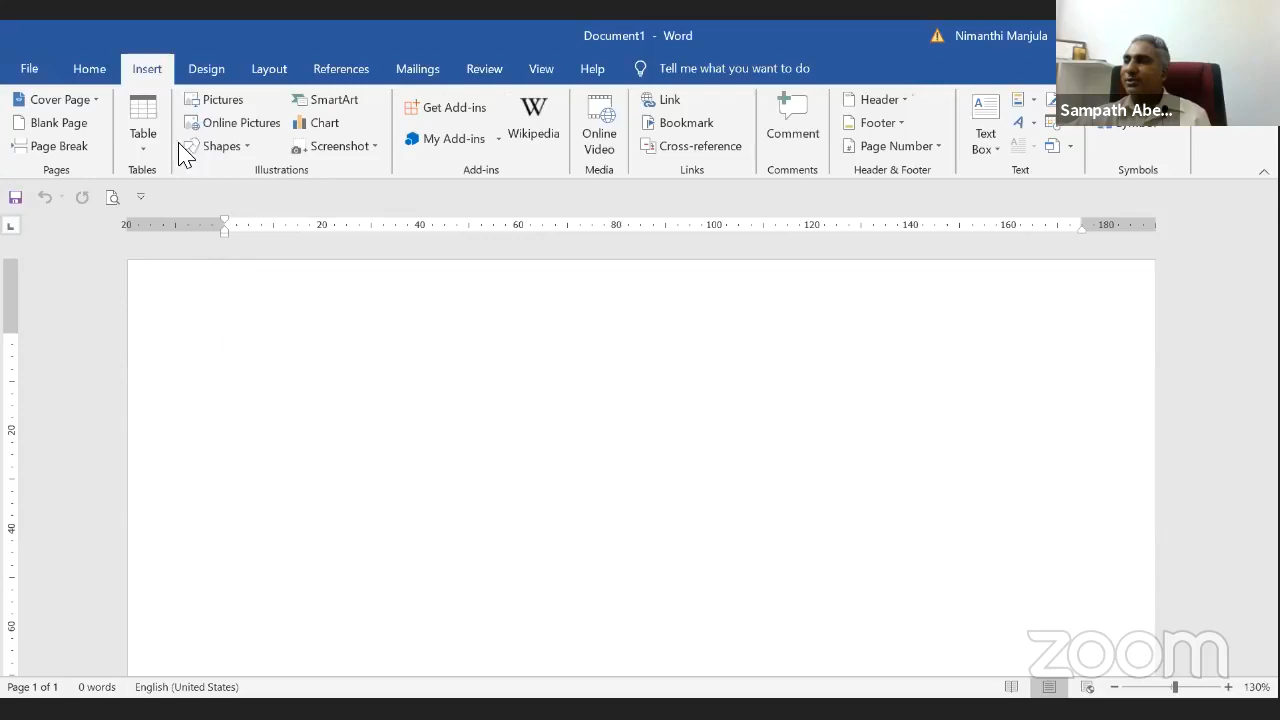 Document1 - Word
Nimanthi Manjula
File Home Insert Design Layout References Mailings Review View Help Tell me what you want to do
Sampath Abe...
Cover Page
Blank Page
Page Break
Pages
Table
Tables
Pictures
Online Pictures
Shapes
SmartArt
Chart
Screenshot
Illustrations
Get Add-ins
My Add-ins
Wikipedia
Add-ins
Online
Video
Media
Link
Bookmark
Cross-reference
Links
Comment
Comments
Header
Footer
Page Number
Header & Footer
Text
Box
Text
Symbols
20 20 40 60 80 100 120 140 160 180
20
40
60
zoom
Page 1 of 1 0 words English (United States) 130%